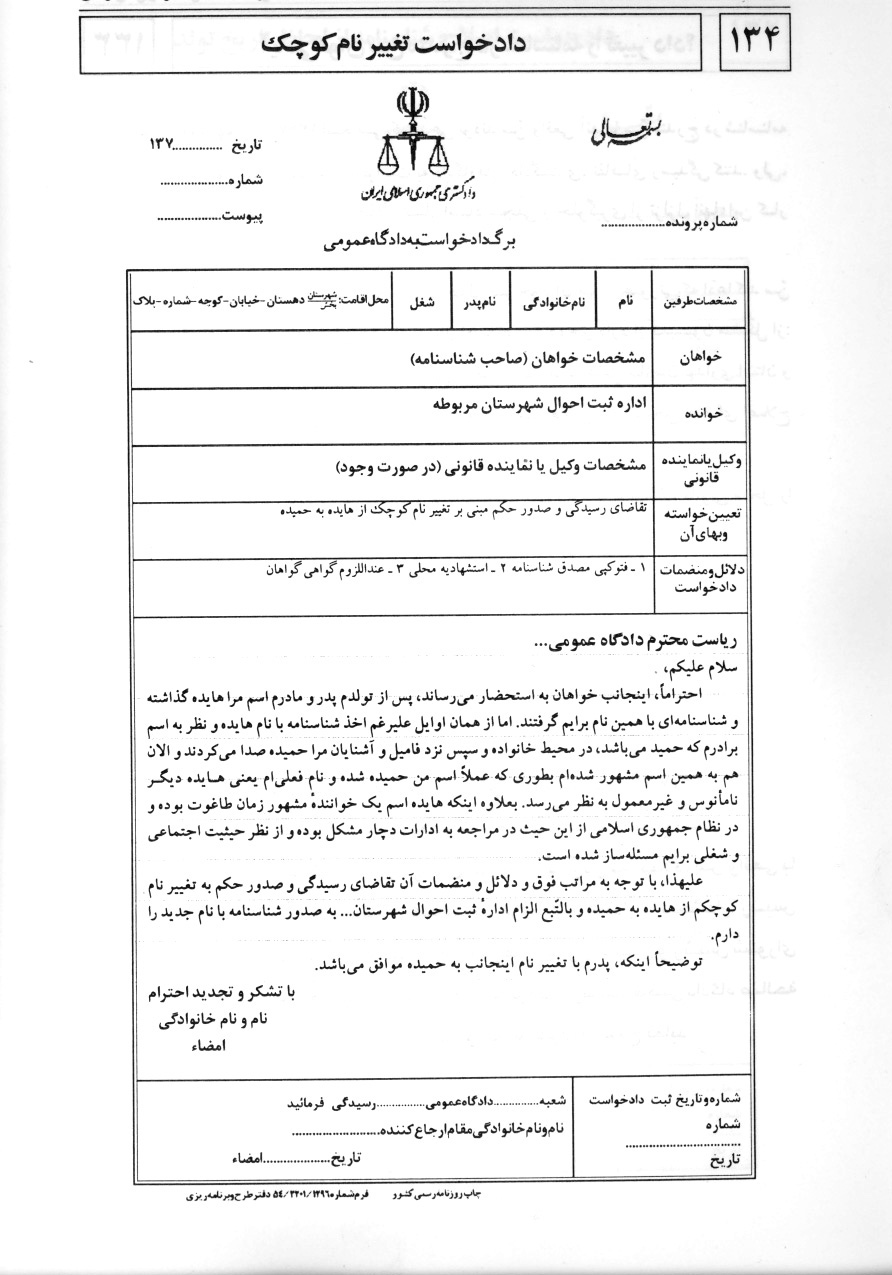 ۱۳۴
دادخواست تغییر نام کوچک
بسمه‌تعالی
تاریخ ...............۱۳۷
شماره....................
پیوست...................
دادگستری جمهوری اسلامی ایران
شماره پرونده...................
برگ دادخواست به دادگاه عمومی
مشخصات طرفین
نام
نام خانوادگی
نام پدر
شغل
محل اقامت: شهرستان بخش دهستان-خیابان-کوچه-شماره-پلاک
خواهان
مشخصات خواهان (صاحب شناسنامه)
خوانده
اداره ثبت احوال شهرستان مربوطه
وکیل یا نماینده قانونی
مشخصات وکیل یا نماینده قانونی (در صورت وجود)
تعیین خواسته وبهای آن
تقاضای رسیدگی و صدور حکم مبنی بر تغییر نام کوچک از هایده به حمیده
دلائل و منضمات دادخواست
۱ ـ فتوکپی مصدق شناسنامه ۲ ـ استشهادیه محلی ۳ ـ عنداللزوم گواهی گواهان
ریاست محترم دادگاه عمومی...
سلام علیکم،
احتراماً، اینجانب خواهان به استحضار می‌رساند، پس از تولدم پدر و مادرم اسم مرا هایده گذاشته
و شناسنامه‌ای با همین نام برایم گرفتند. اما از همان اوایل علیرغم اخذ شناسنامه با نام هایده و نظر به اسم
برادرم که حمید می‌باشد، در محیط خانواده و سپس نزد فامیل و آشنایان مرا حمیده صدا می‌کردند و الان
هم به همین اسم مشهور شده‌ام بطوری که عملاً اسم من حمیده شده و نام فعلی‌ام یعنی هایده دیگر
نامأنوس و غیرمعمول به نظر می‌رسد. بعلاوه اینکه هایده اسم یک خوانندهٔ مشهور زمان طاغوت بوده و
در نظام جمهوری اسلامی از این حیث در مراجعه به ادارات دچار مشکل بوده و از نظر حیثیت اجتماعی
و شغلی برایم مسئله‌ساز شده است.
علیهذا، با توجه به مراتب فوق و دلائل و منضمات آن تقاضای رسیدگی و صدور حکم به تغییر نام
کوچکم از هایده به حمیده و بالتّبع الزام ادارهٔ ثبت احوال شهرستان... به صدور شناسنامه با نام جدید را
دارم.
توضیحاً اینکه، پدرم با تغییر نام اینجانب به حمیده موافق می‌باشد.
با تشکر و تجدید احترام
نام و نام خانوادگی
امضاء
شماره وتاریخ ثبت دادخواست
شماره
................................
تاریخ
شعبه...............دادگاه عمومی................رسیدگی فرمائید
نام ونام خانوادگی مقام ارجاع کننده..........................
تاریخ....................امضاء
چاپ روزنامه رسمی کشور فرم شماره ۵۴/۲۲۰۱/۱۲۹۶ دفتر طرح وبرنامه ریزی